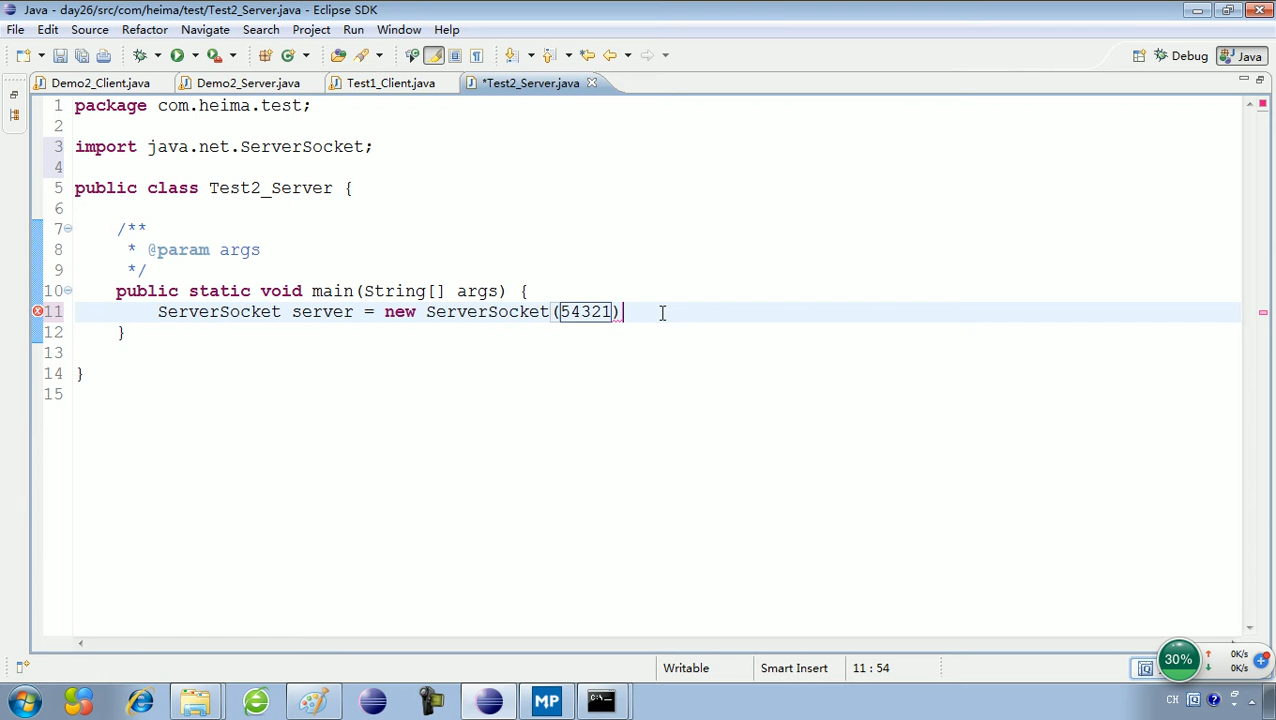 Java - day26/src/com/heima/test/Test2_Server.java - Eclipse SDK
File Edit Source Refactor Navigate Search Project Run Window Help
Debug Java
Demo2_Client.java Demo2_Server.java Test1_Client.java *Test2_Server.java
1 package com.heima.test;
2
3 import java.net.ServerSocket;
4
5 public class Test2_Server {
6
7 /**
8 * @param args
9 */
10 public static void main(String[] args) {
11 ServerSocket server = new ServerSocket(54321)
12 }
13
14 }
15
Writable Smart Insert 11 : 54
30% 0K/s
0K/s
MP CH